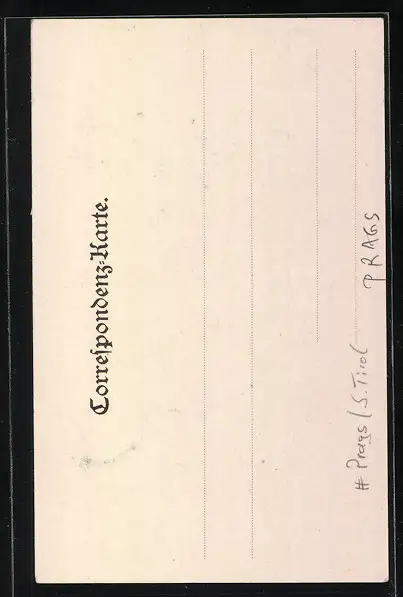 Correſpondenz-Karte.
# Prags / S. Tirol
PRAGS